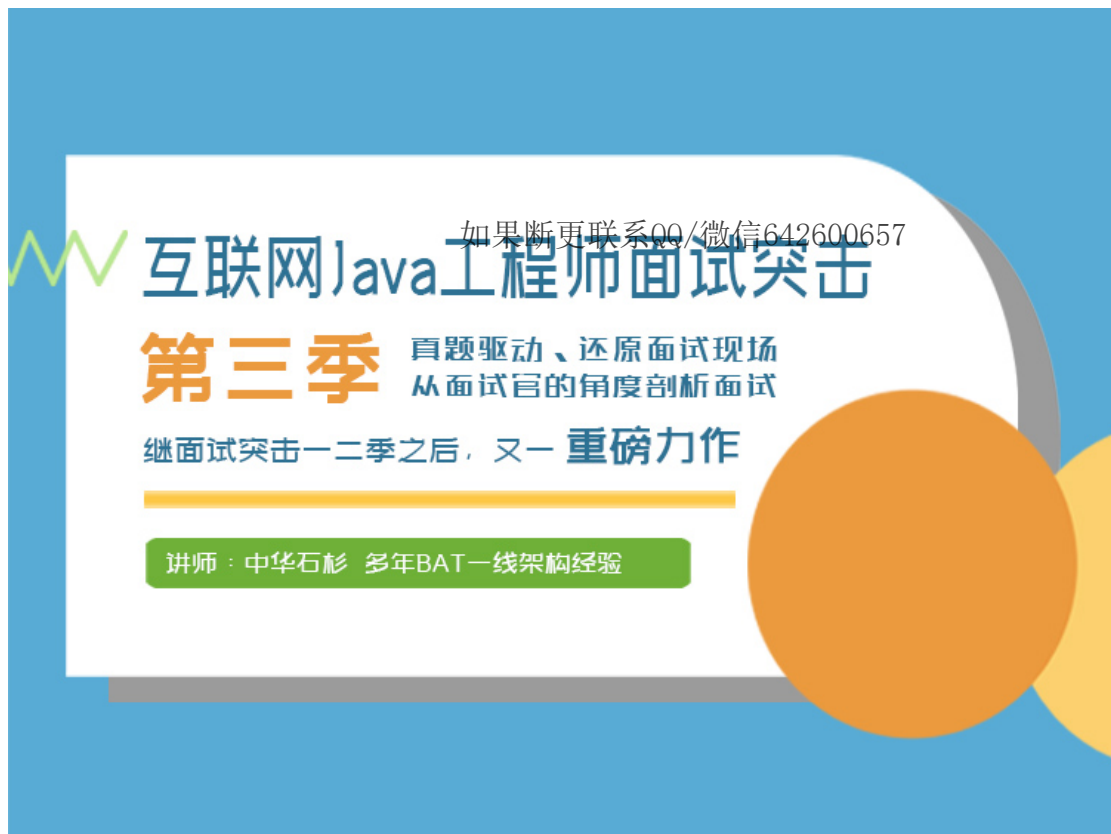 如果断更联系QQ/微信642600657
互联网Java工程师面试突击
第三季
真题驱动、还原面试现场
从面试官的角度剖析面试
继面试突击一二季之后，又一 重磅力作
讲师：中华石杉 多年BAT一线架构经验